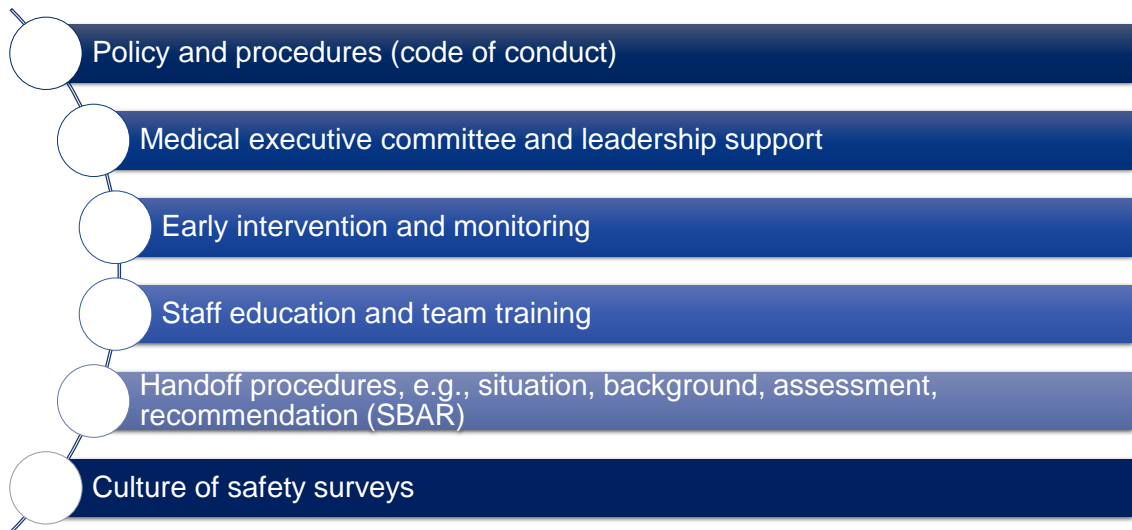 Policy and procedures (code of conduct)
Medical executive committee and leadership support
Early intervention and monitoring
Staff education and team training
Handoff procedures, e.g., situation, background, assessment,
recommendation (SBAR)
Culture of safety surveys